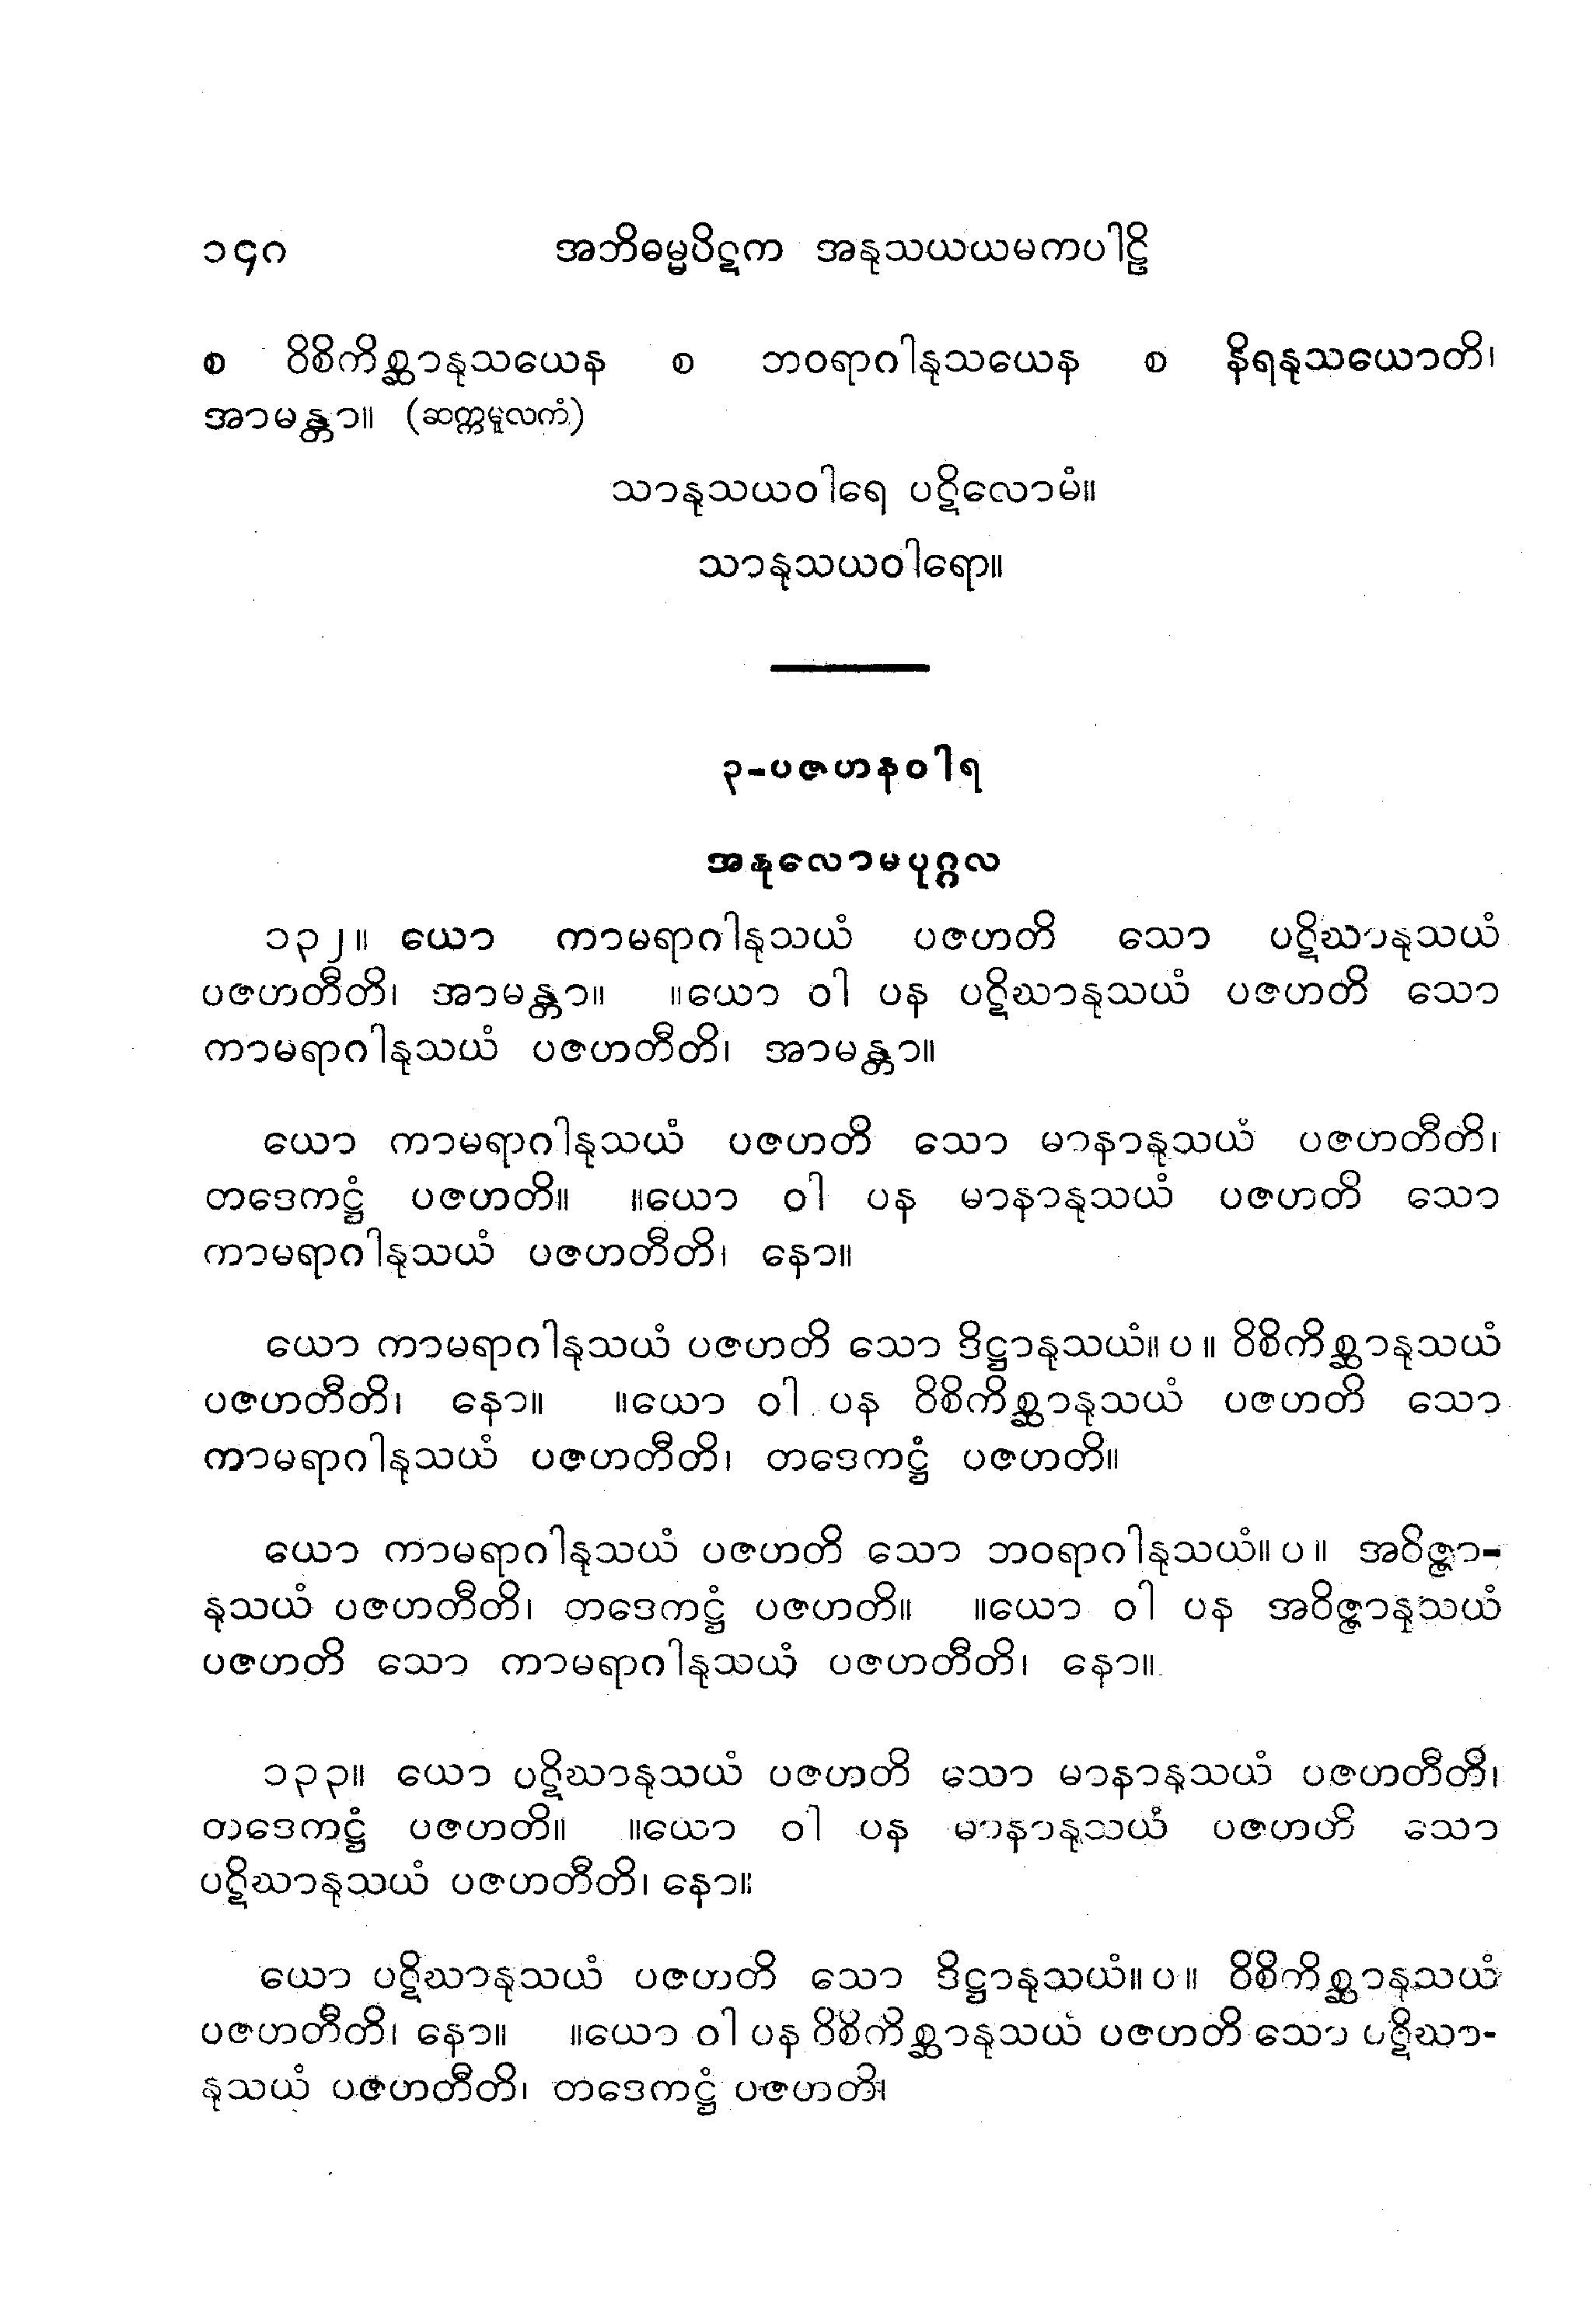 ၁၄၀ အဘိဓမ္မပိဋက အနုသယယမကပါဠိ
စ ဝိစိကိစ္ဆာနုသယေန စ ဘဝရာဂါနုသယေန စ နိရနုသယောတိ၊
အာမန္တာ။ (ဆက္ကမူလကံ)
သာနုသယဝါရေ ပဋိလောမံ။
သာနုသယဝါရော။
၃-ပဇဟနဝါရ
အနုလောမပုဂ္ဂလ
၁၃၂။ ယော ကာမရာဂါနုသယံ ပဇဟတိ သော ပဋိဃာနုသယံ
ပဇဟတီတိ၊ အာမန္တာ။ ။ယော ဝါ ပန ပဋိဃာနုသယံ ပဇဟတိ သော
ကာမရာဂါနုသယံ ပဇဟတီတိ၊ အာမန္တာ။
ယော ကာမရာဂါနုသယံ ပဇဟတိ သော မာနာနုသယံ ပဇဟတီတိ၊
တဒေကဋ္ဌံ ပဇဟတိ။ ။ယော ဝါ ပန မာနာနုသယံ ပဇဟတိ သော
ကာမရာဂါနုသယံ ပဇဟတီတိ၊ နော။
ယော ကာမရာဂါနုသယံ ပဇဟတိ သော ဒိဋ္ဌာနုသယံ။ပ။ ဝိစိကိစ္ဆာနုသယံ
ပဇဟတီတိ၊ နော။ ။ယော ဝါ ပန ဝိစိကိစ္ဆာနုသယံ ပဇဟတိ သော
ကာမရာဂါနုသယံ ပဇဟတီတိ၊ တဒေကဋ္ဌံ ပဇဟတိ။
ယော ကာမရာဂါနုသယံ ပဇဟတိ သော ဘဝရာဂါနုသယံ။ပ။ အဝိဇ္ဇာ-
နုသယံ ပဇဟတီတိ၊ တဒေကဋ္ဌံ ပဇဟတိ။ ။ယော ဝါ ပန အဝိဇ္ဇာနုသယံ
ပဇဟတိ သော ကာမရာဂါနုသယံ ပဇဟတီတိ၊ နော။
၁၃၃။ ယော ပဋိဃာနုသယံ ပဇဟတိ သော မာနာနုသယံ ပဇဟတီတိ၊
တဒေကဋ္ဌံ ပဇဟတိ။ ။ယော ဝါ ပန မာနာနုသယံ ပဇဟတိ သော
ပဋိဃာနုသယံ ပဇဟတီတိ၊ နော။
ယော ပဋိဃာနုသယံ ပဇဟတိ သော ဒိဋ္ဌာနုသယံ။ပ။ ဝိစိကိစ္ဆာနုသယံ
ပဇဟတီတိ၊ နော။ ။ယော ဝါ ပန ဝိစိကိစ္ဆာနုသယံ ပဇဟတိ သော ပဋိဃာ-
နုသယံ ပဇဟတီတိ၊ တဒေကဋ္ဌံ ပဇဟတိ။